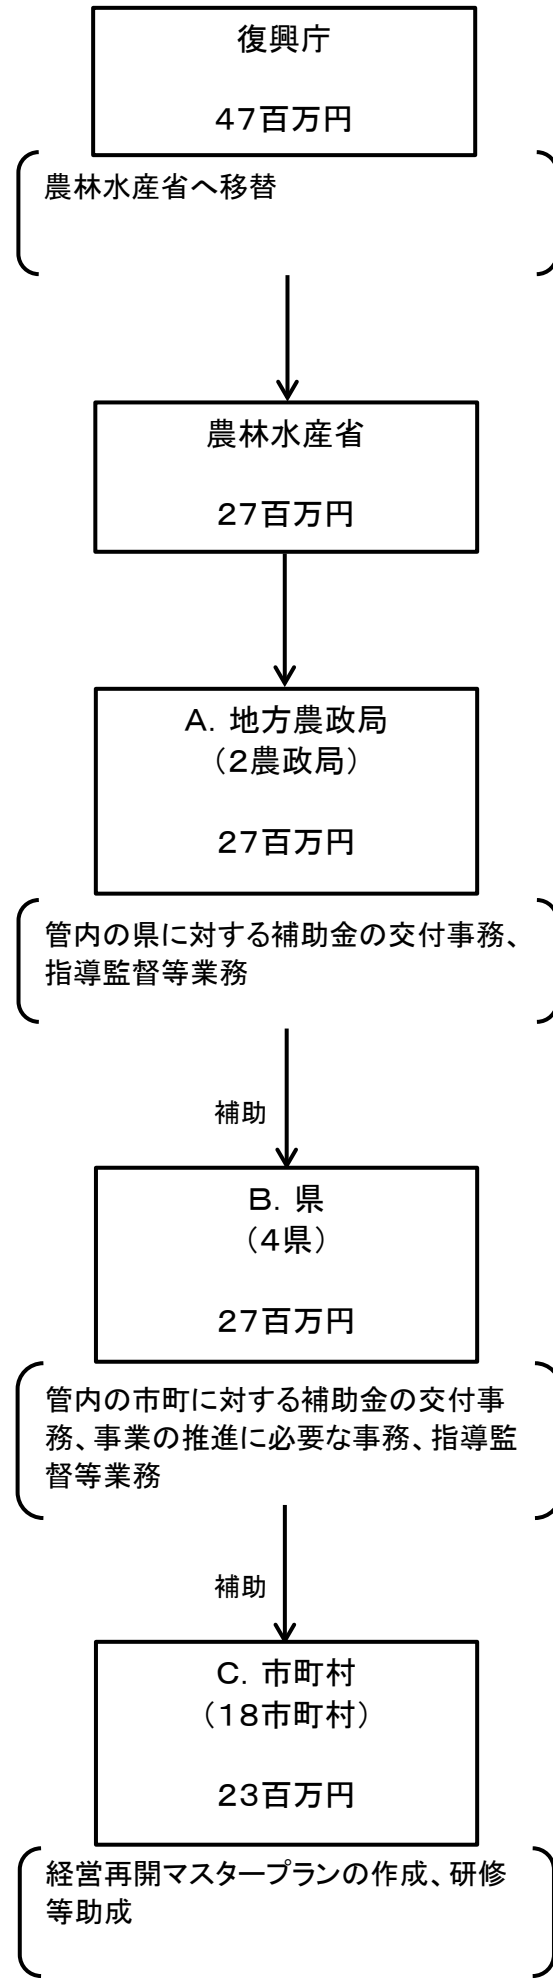 復興庁
47百万円
農林水産省へ移替
農林水産省
27百万円
A. 地方農政局
(2農政局)
27百万円
管内の県に対する補助金の交付事務、
指導監督等業務
補助
B. 県
(4県)
27百万円
管内の市町に対する補助金の交付事
務、事業の推進に必要な事務、指導監
督等業務
補助
C. 市町村
(18市町村)
23百万円
経営再開マスタープランの作成、研修
等助成